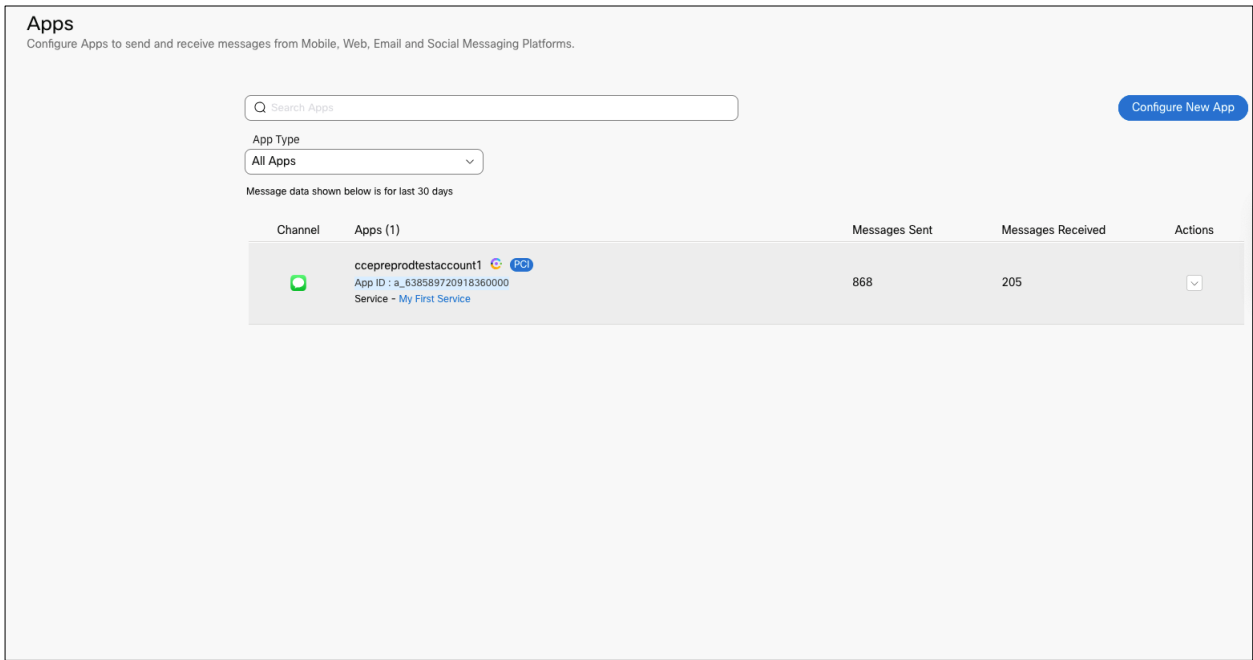 Apps
Configure Apps to send and receive messages from Mobile, Web, Email and Social Messaging Platforms.
Search Apps
Configure New App
App Type
All Apps
Message data shown below is for last 30 days
Channel Apps (1) Messages Sent Messages Received Actions
ccepreprodtestaccount1 PCI
App ID : a_638589720918360000
868 205
Service - My First Service